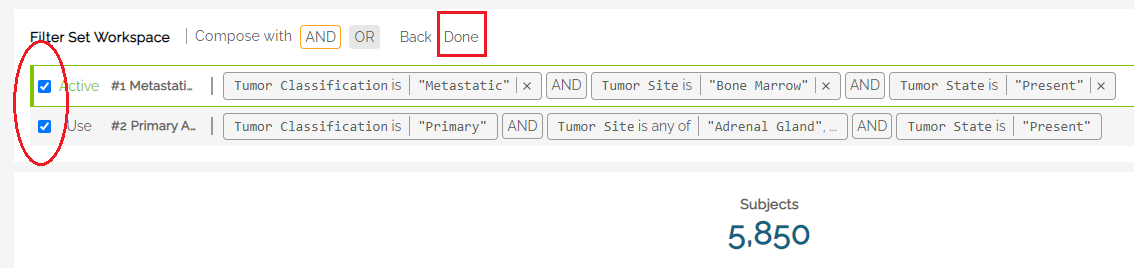 Filter Set Workspace | Compose with AND OR Back Done
Active #1 Metastati... | Tumor Classification is | "Metastatic" | × AND Tumor Site is | "Bone Marrow" | × AND Tumor State is | "Present" | ×
Use #2 Primary A... | Tumor Classification is | "Primary" AND Tumor Site is any of | "Adrenal Gland", ... AND Tumor State is | "Present"
Subjects
5,850